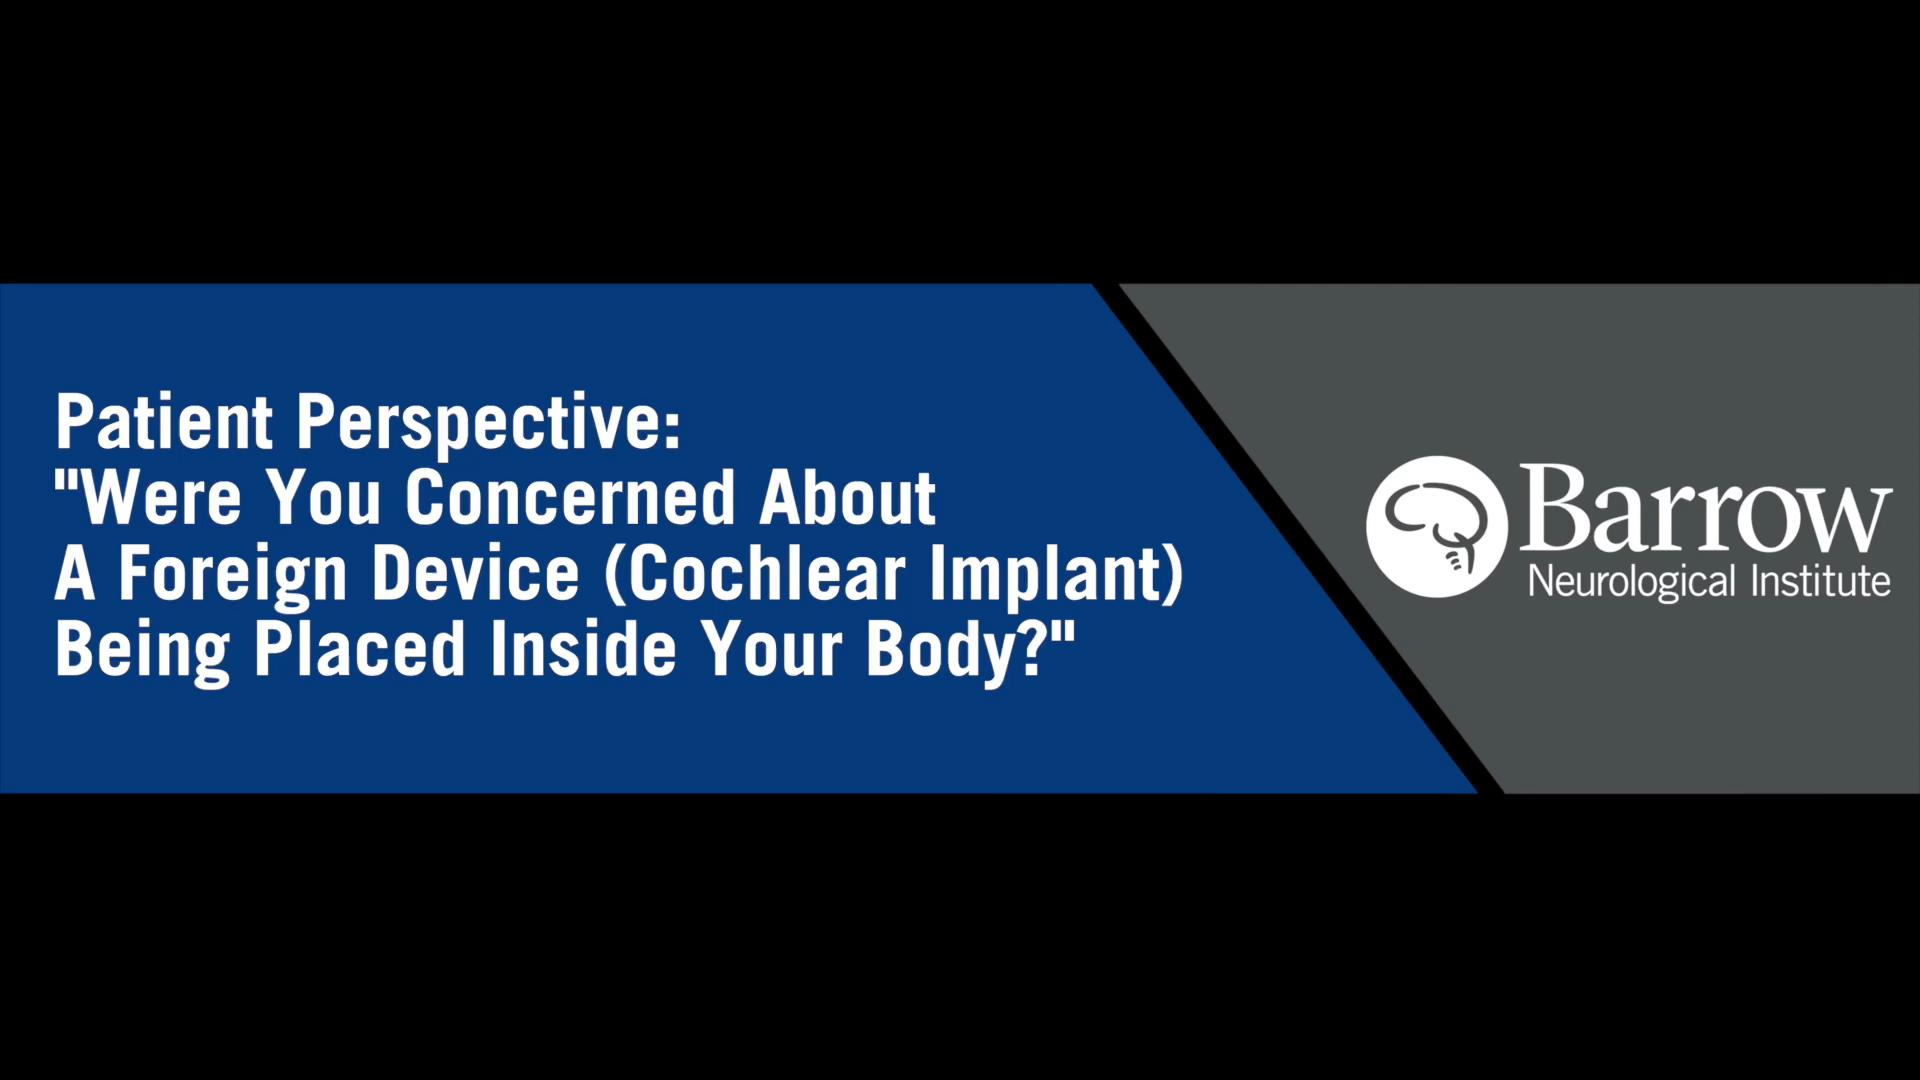 Patient Perspective:
"Were You Concerned About
A Foreign Device (Cochlear Implant)
Being Placed Inside Your Body?"
Barrow
Neurological Institute